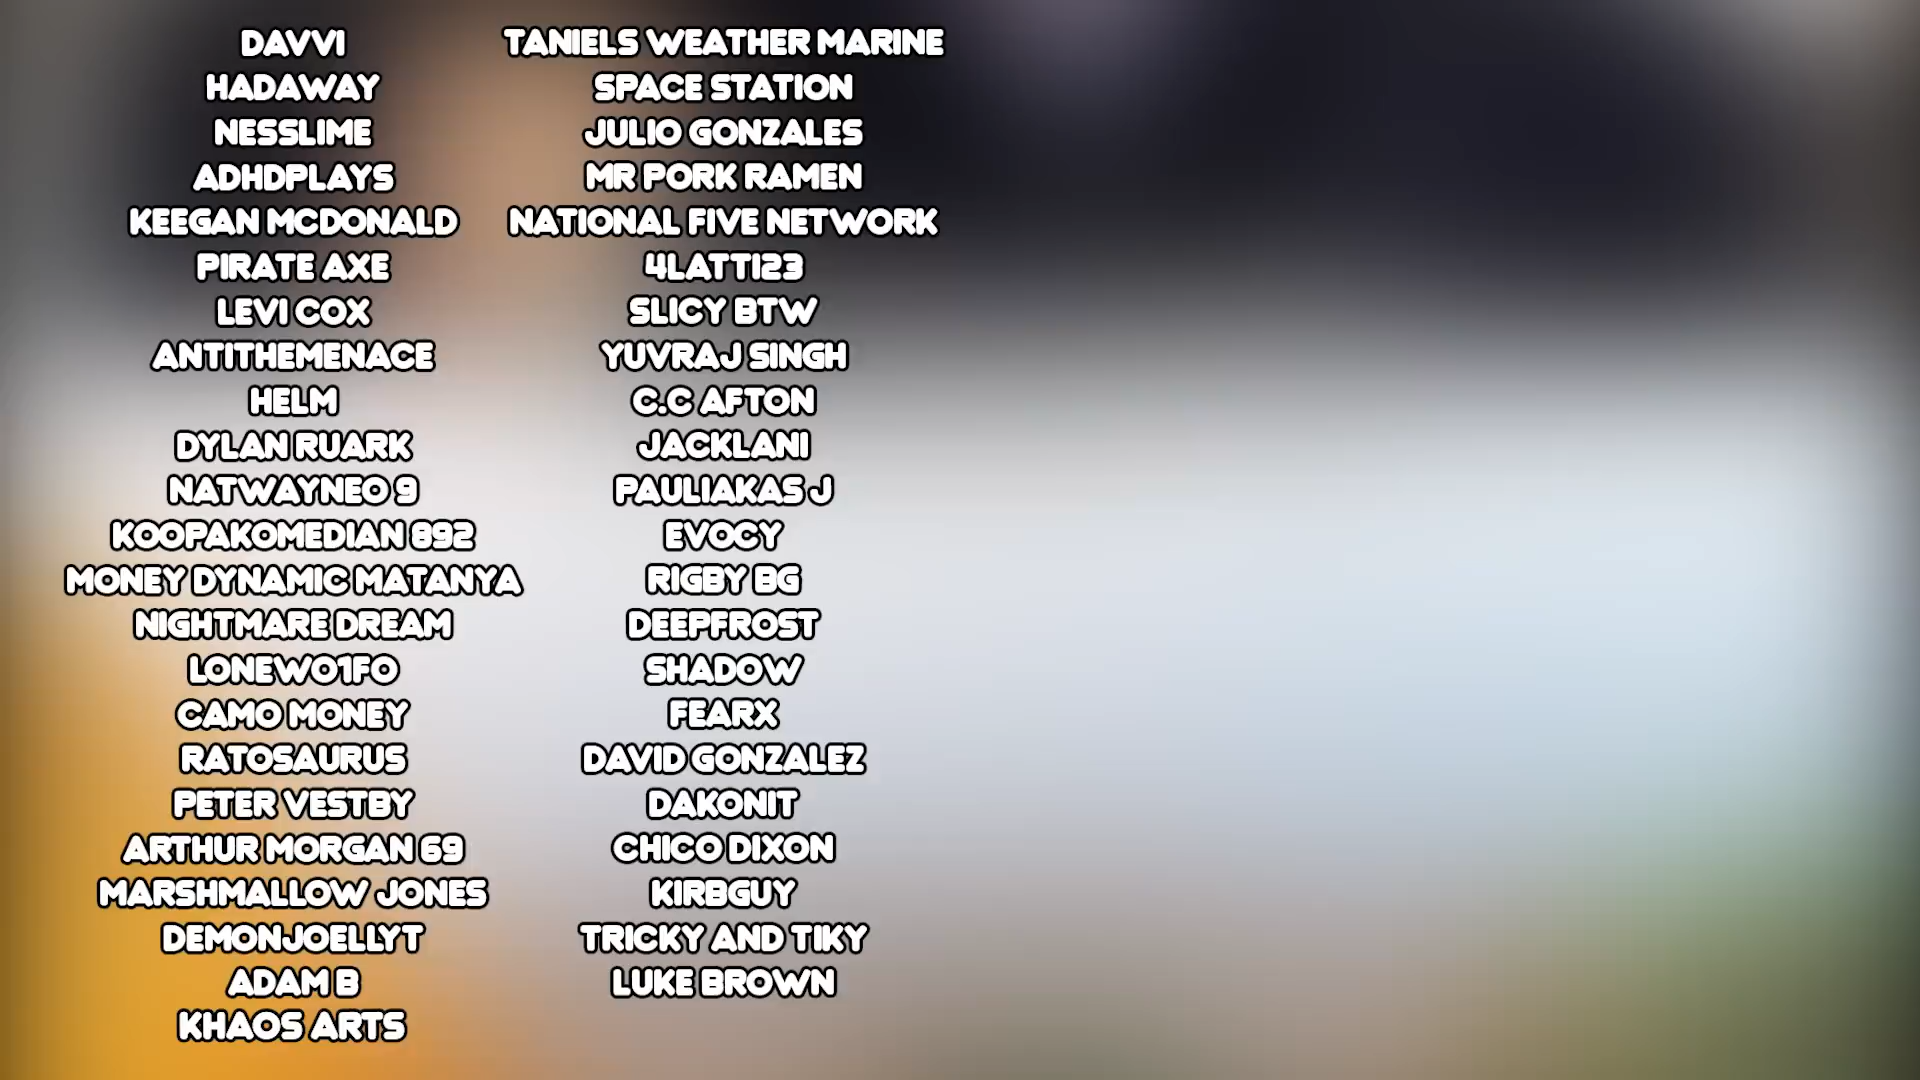 DAVVI
HADAWAY
NESSLIME
ADHDPLAYS
KEEGAN MCDONALD
PIRATE AXE
LEVI COX
ANTITHEMENACE
HELM
DYLAN RUARK
NATWAYNEO 9
KOOPAKOMEDIAN 892
MONEY DYNAMIC MATANYA
NIGHTMARE DREAM
LONEWO1FO
CAMO MONEY
RATOSAURUS
PETER VESTBY
ARTHUR MORGAN 69
MARSHMALLOW JONES
DEMONJOELLYT
ADAM B
KHAOS ARTS
TANIELS WEATHER MARINE
SPACE STATION
JULIO GONZALES
MR PORK RAMEN
NATIONAL FIVE NETWORK
4LATT123
SLICY BTW
YUVRAJ SINGH
C.C AFTON
JACKLANI
PAULIAKAS J
EVOCY
RIGBY BG
DEEPFROST
SHADOW
FEARX
DAVID GONZALEZ
DAKONIT
CHICO DIXON
KIRBGUY
TRICKY AND TIKY
LUKE BROWN